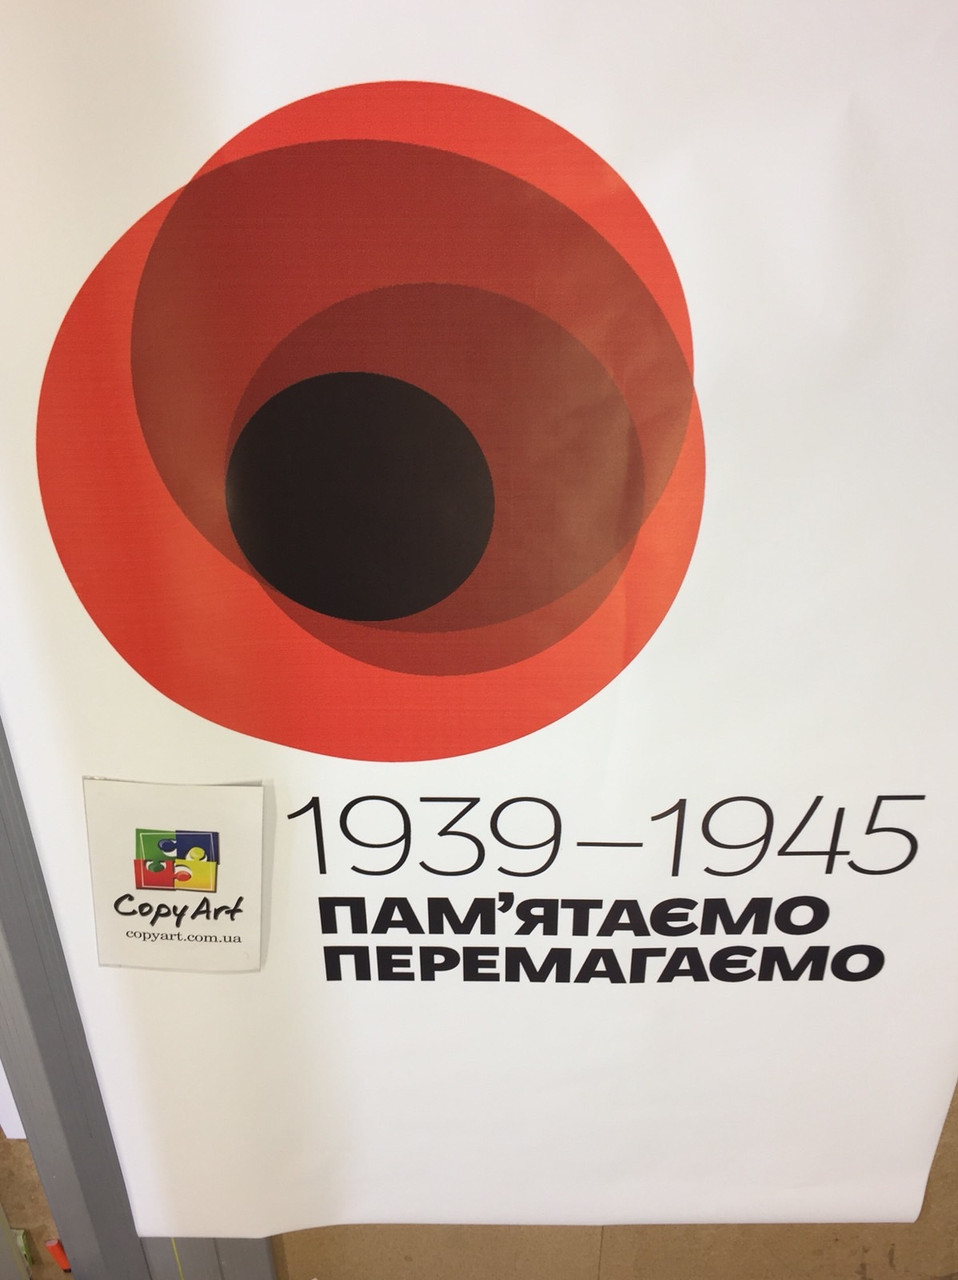 1939–1945
ПАМ’ЯТАЄМО
ПЕРЕМАГАЄМО
CopyArt
copyart.com.ua